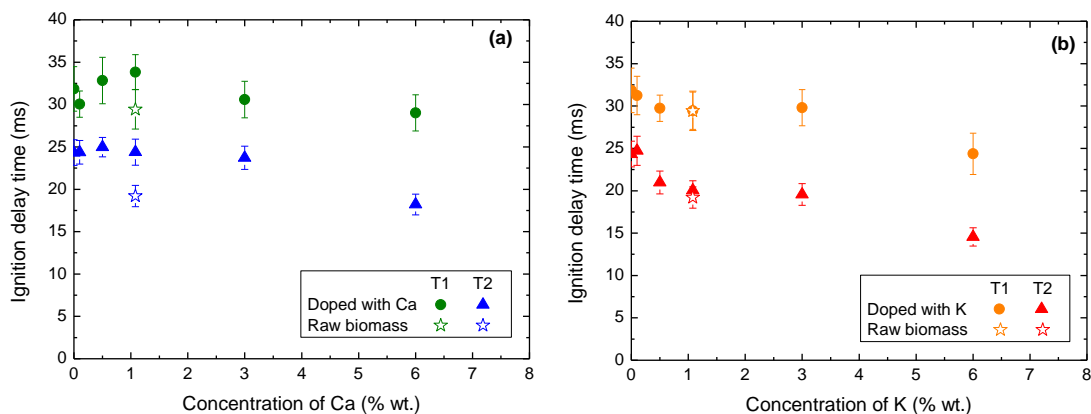 (a)
40
35
30
25
20
15
10
5
0
Ignition delay time (ms)
T1 T2
Doped with Ca
Raw biomass
0 1 2 3 4 5 6 7 8
Concentration of Ca (% wt.)
(b)
40
35
30
25
20
15
10
5
0
Ignition delay time (ms)
T1 T2
Doped with K
Raw biomass
0 1 2 3 4 5 6 7 8
Concentration of K (% wt.)